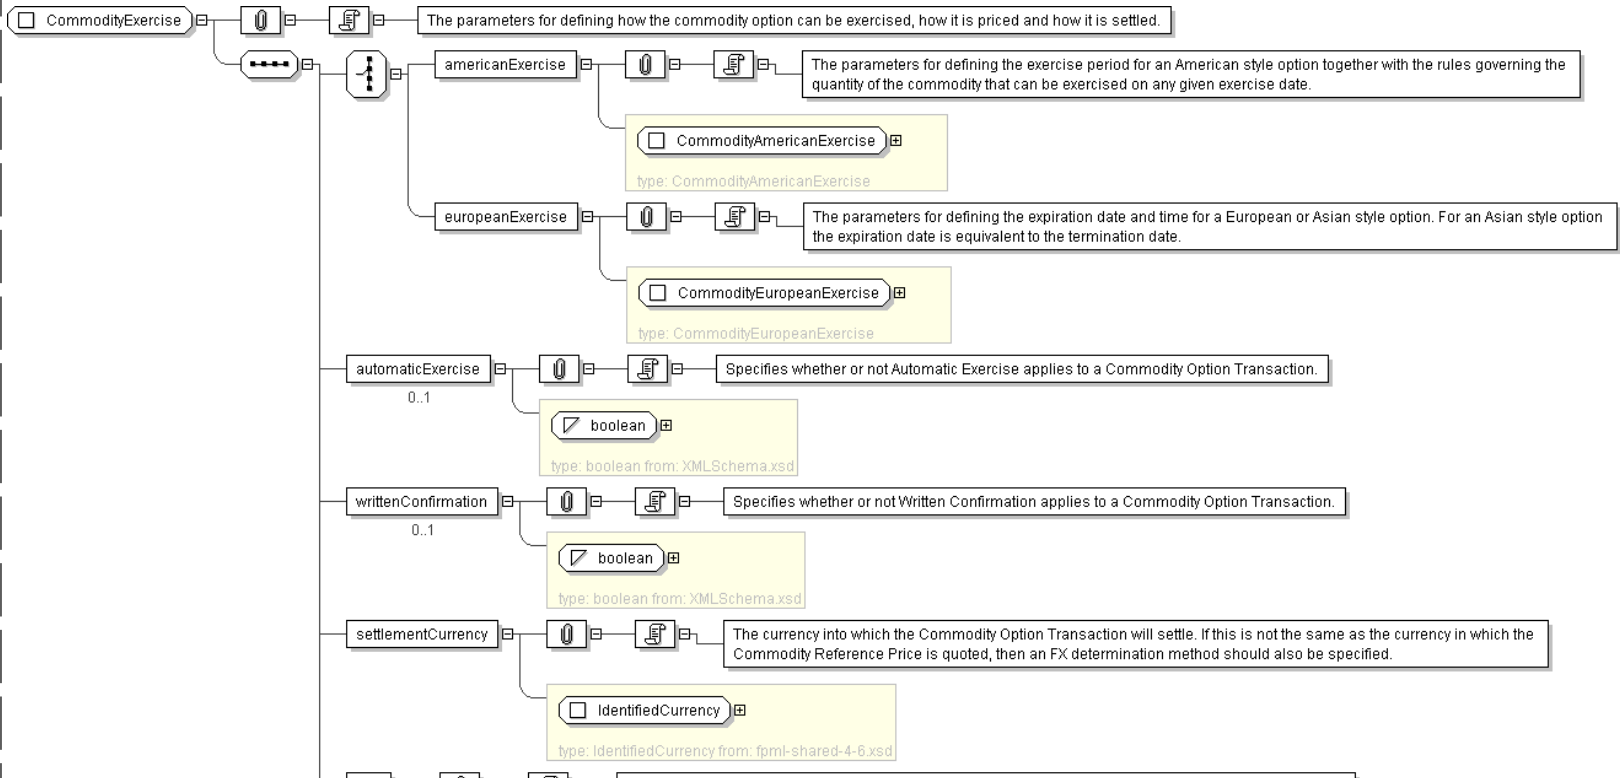 CommodityExercise
The parameters for defining how the commodity option can be exercised, how it is priced and how it is settled.
americanExercise
The parameters for defining the exercise period for an American style option together with the rules governing the
quantity of the commodity that can be exercised on any given exercise date.
CommodityAmericanExercise
type: CommodityAmericanExercise
europeanExercise
The parameters for defining the expiration date and time for a European or Asian style option. For an Asian style option
the expiration date is equivalent to the termination date.
CommodityEuropeanExercise
type: CommodityEuropeanExercise
automaticExercise
Specifies whether or not Automatic Exercise applies to a Commodity Option Transaction.
0..1
boolean
type: boolean from: XMLSchema.xsd
writtenConfirmation
Specifies whether or not Written Confirmation applies to a Commodity Option Transaction.
0..1
boolean
type: boolean from: XMLSchema.xsd
settlementCurrency
The currency into which the Commodity Option Transaction will settle. If this is not the same as the currency in which the
Commodity Reference Price is quoted, then an FX determination method should also be specified.
IdentifiedCurrency
type: IdentifiedCurrency from: fpml-shared-4-6.xsd